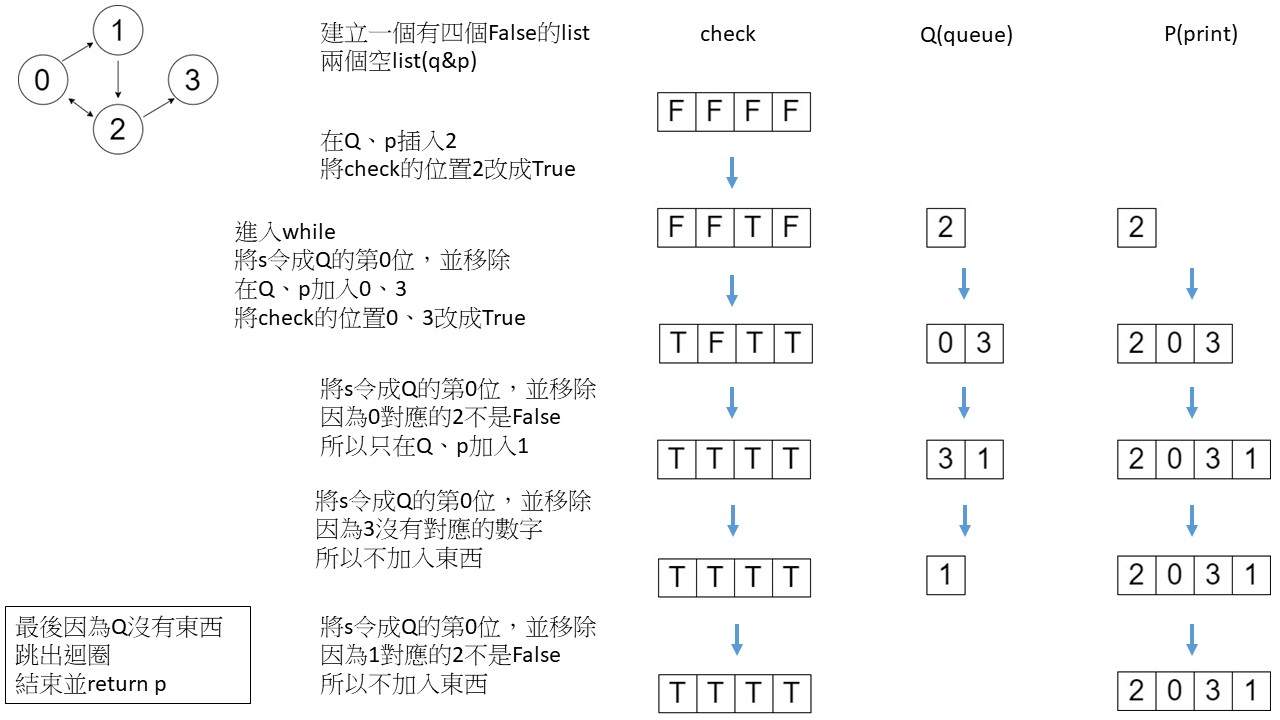 1
0
3
2
建立一個有四個False的list
兩個空list(q&p)
check
Q(queue)
P(print)
F F F F
在Q、p插入2
將check的位置2改成True
F F T F
2
2
進入while
將s令成Q的第0位，並移除
在Q、p加入0、3
將check的位置0、3改成True
T F T T
0 3
2 0 3
將s令成Q的第0位，並移除
因為0對應的2不是False
所以只在Q、p加入1
T T T T
3 1
2 0 3 1
將s令成Q的第0位，並移除
因為3沒有對應的數字
所以不加入東西
T T T T
1
2 0 3 1
將s令成Q的第0位，並移除
因為1對應的2不是False
所以不加入東西
T T T T
2 0 3 1
最後因為Q沒有東西
跳出迴圈
結束並return p